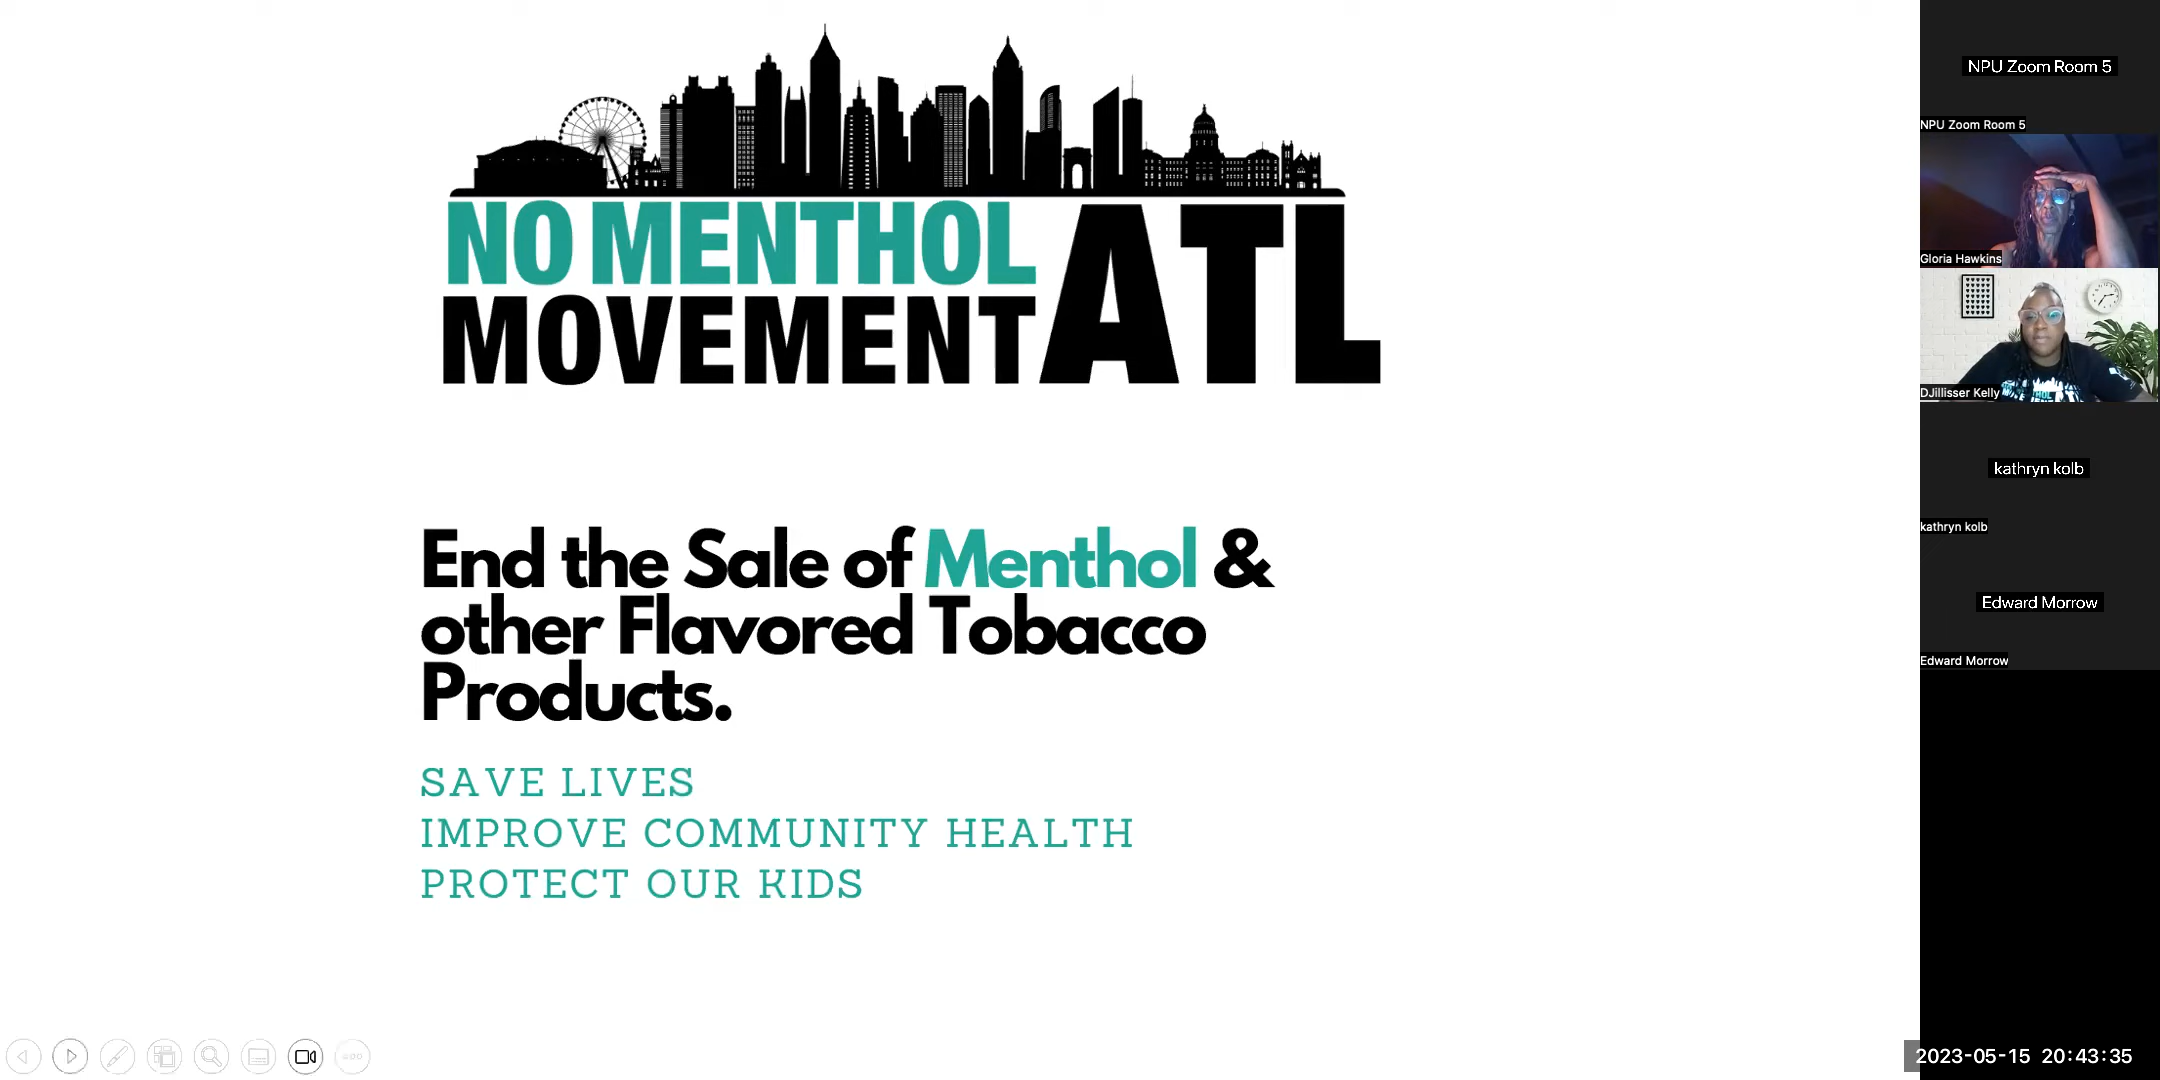 NO MENTHOL
MOVEMENT ATL
End the Sale of Menthol &
other Flavored Tobacco
Products.
SAVE LIVES
IMPROVE COMMUNITY HEALTH
PROTECT OUR KIDS
NPU Zoom Room 5
NPU Zoom Room 5
Gloria Hawkins
DJillisser Kelly
kathryn kolb
kathryn kolb
Edward Morrow
Edward Morrow
2023-05-15 20:43:35